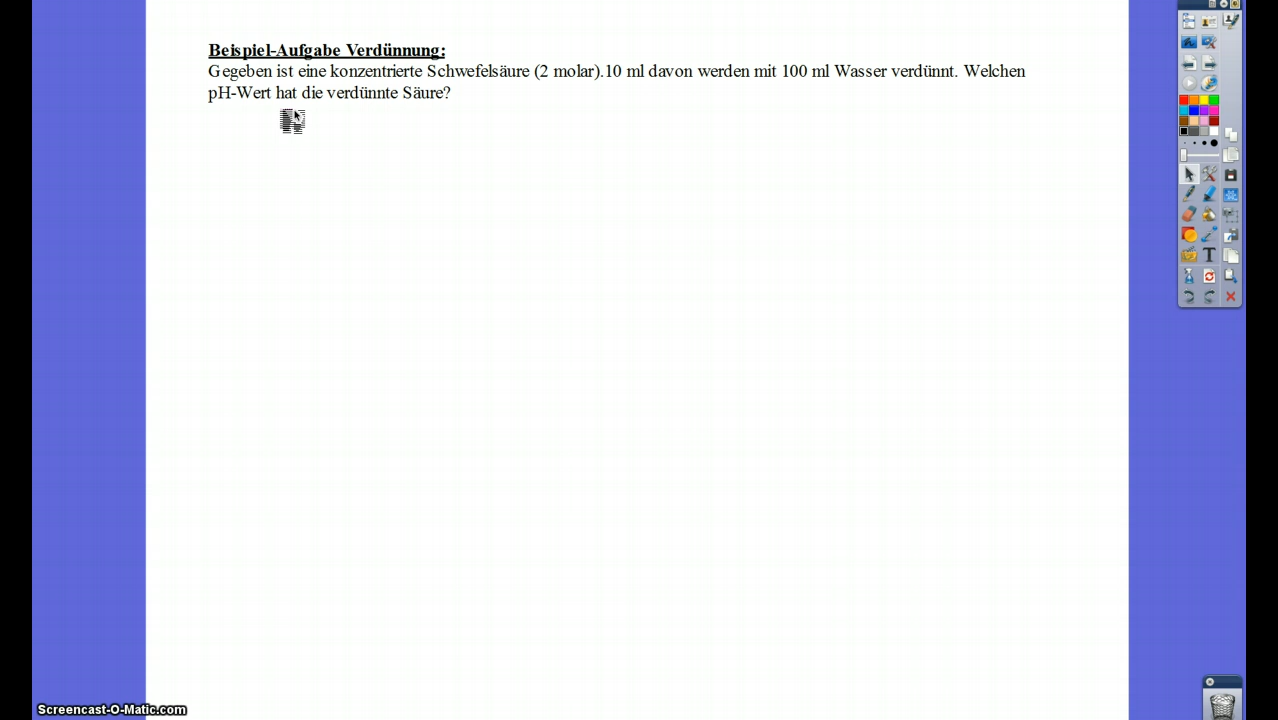 Beispiel-Aufgabe Verdünnung:
Gegeben ist eine konzentrierte Schwefelsäure (2 molar).10 ml davon werden mit 100 ml Wasser verdünnt. Welchen
pH-Wert hat die verdünnte Säure?
T
Screencast-O-Matic.com